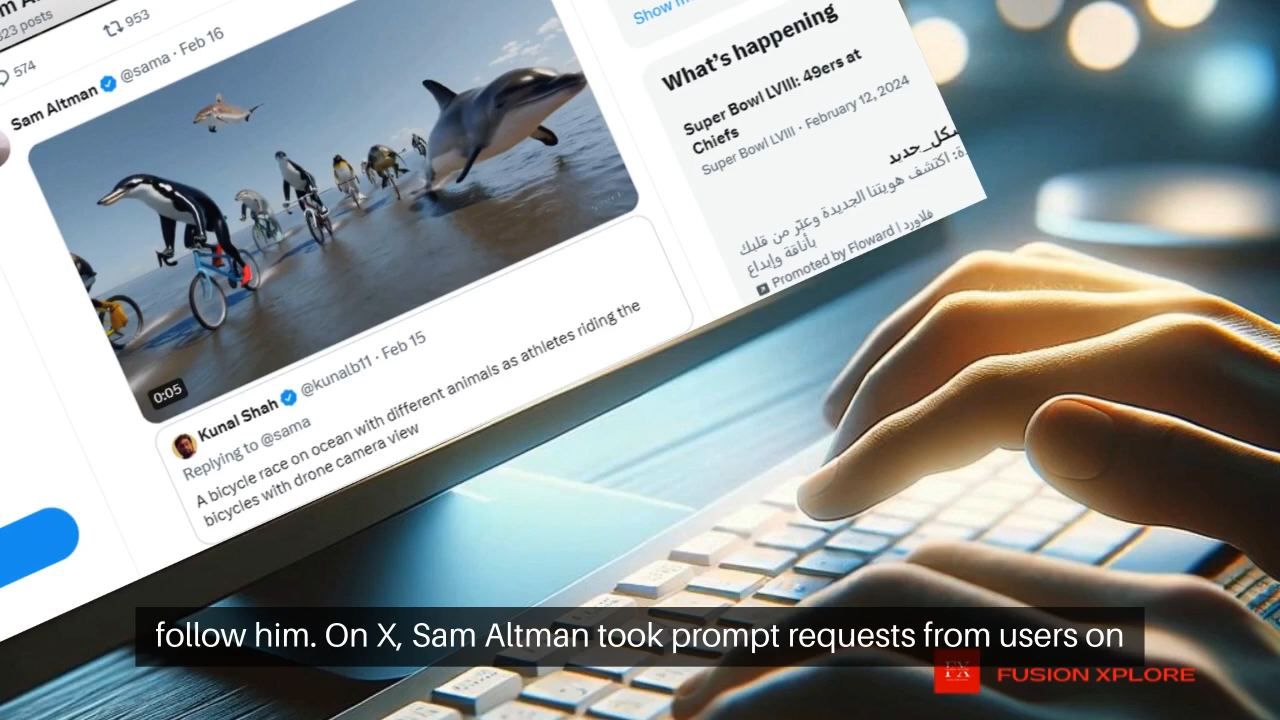 323 posts
574
953
Sam Altman @sama · Feb 16
0:05
Kunal Shah @kunalb11 · Feb 15
Replying to @sama
A bicycle race on ocean with different animals as athletes riding the
bicycles with drone camera view
Show
What's happening
Super Bowl LVIII: 49ers at
Chiefs
Super Bowl LVIII · February 12, 2024
اكتشف هويتنا الجديدة وعبّر من قلبك
بأناقة وإبداع
Promoted by Floward | فلاورد
follow him. On X, Sam Altman took prompt requests from users on
FX
FUSION XPLORE